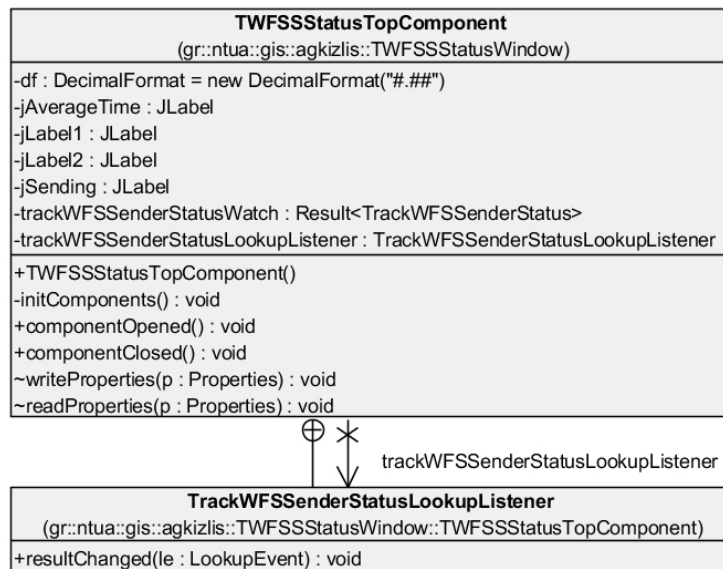 TWFSSStatusTopComponent
(gr::ntua::gis::agkizlis::TWFSSStatusWindow)
-df : DecimalFormat = new DecimalFormat("#.##")
-jAverageTime : JLabel
-jLabel1 : JLabel
-jLabel2 : JLabel
-jSending : JLabel
-trackWFSSenderStatusWatch : Result<TrackWFSSenderStatus>
-trackWFSSenderStatusLookupListener : TrackWFSSenderStatusLookupListener
+TWFSSStatusTopComponent()
-initComponents() : void
+componentOpened() : void
+componentClosed() : void
~writeProperties(p : Properties) : void
~readProperties(p : Properties) : void
trackWFSSenderStatusLookupListener
TrackWFSSenderStatusLookupListener
(gr::ntua::gis::agkizlis::TWFSSStatusWindow::TWFSSStatusTopComponent)
+resultChanged(le : LookupEvent) : void